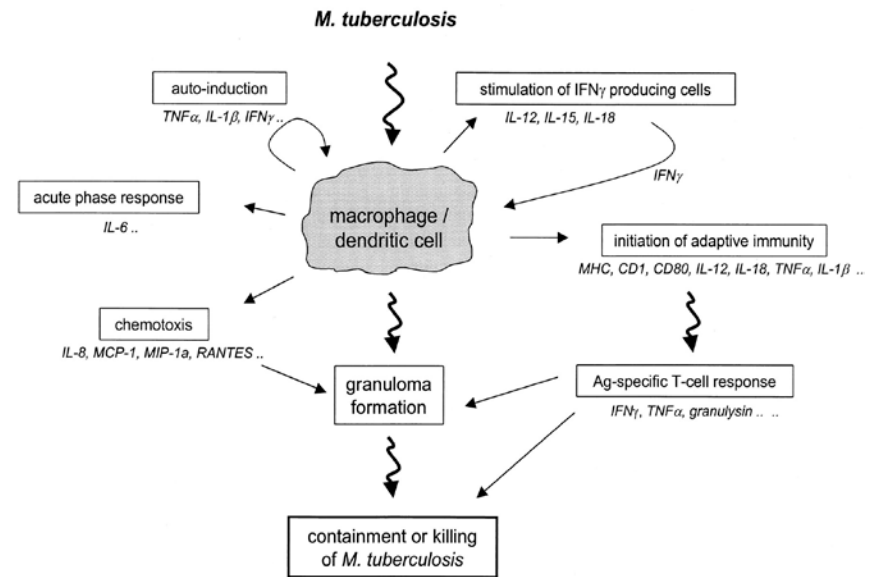 M. tuberculosis
auto-induction
TNFα, IL-1β, IFNγ ..
stimulation of IFNγ producing cells
IL-12, IL-15, IL-18
IFNγ
acute phase response
IL-6 ..
macrophage /
dendritic cell
initiation of adaptive immunity
MHC, CD1, CD80, IL-12, IL-18, TNFα, IL-1β ..
chemotoxis
IL-8, MCP-1, MIP-1a, RANTES ..
granuloma
formation
Ag-specific T-cell response
IFNγ, TNFα, granulysin .. ..
containment or killing
of M. tuberculosis